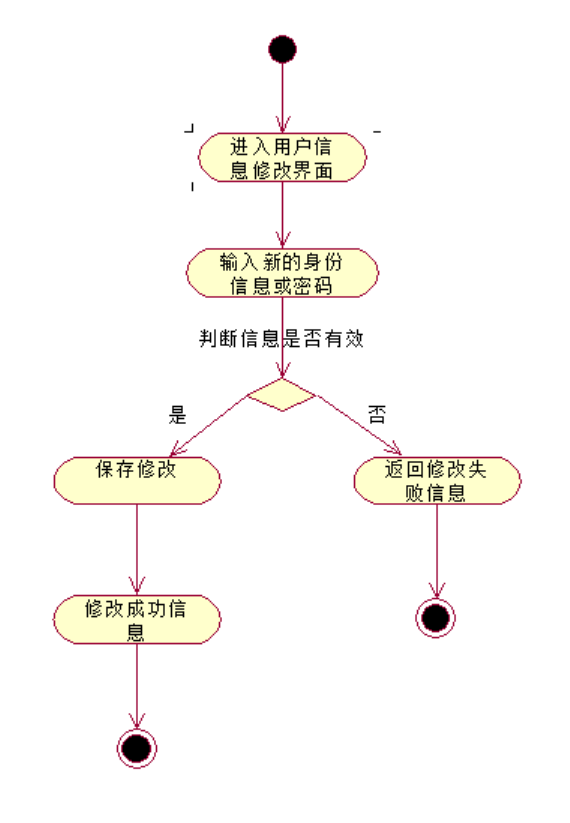 进入用户信
息修改界面
输入新的身份
信息或密码
判断信息是否有效
是
否
保存修改
返回修改失
败信息
修改成功信
息